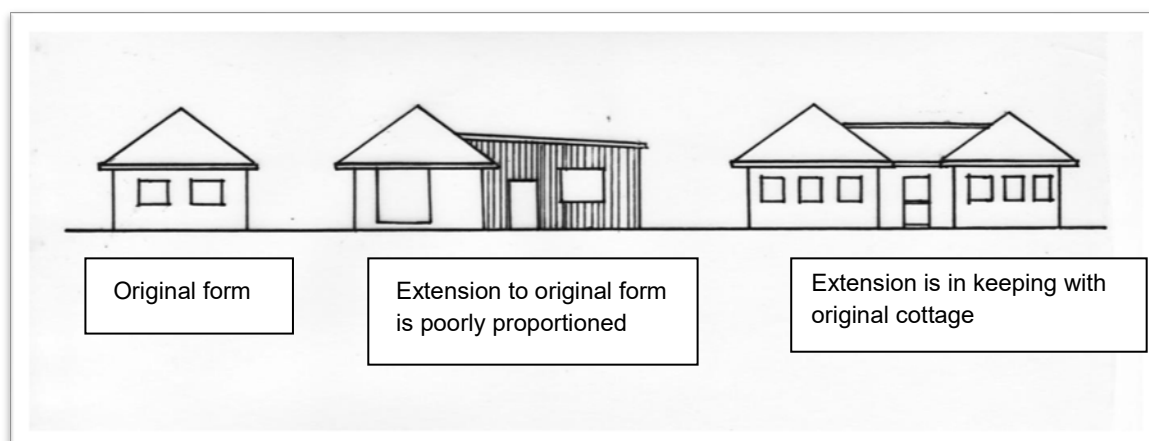 Original form
Extension to original form
is poorly proportioned
Extension is in keeping with
original cottage